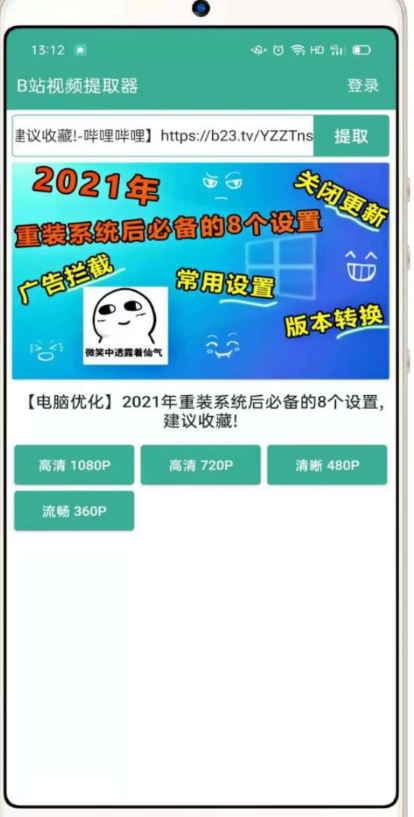 13:12
HD
B站视频提取器
登录
建议收藏!-哔哩哔哩】https://b23.tv/YZZTns
提取
2021年
关闭更新
重装系统后必备的8个设置
广告拦截
常用设置
微笑中透露着仙气
版本转换
【电脑优化】2021年重装系统后必备的8个设置,
建议收藏!
高清 1080P
高清 720P
清晰 480P
流畅 360P